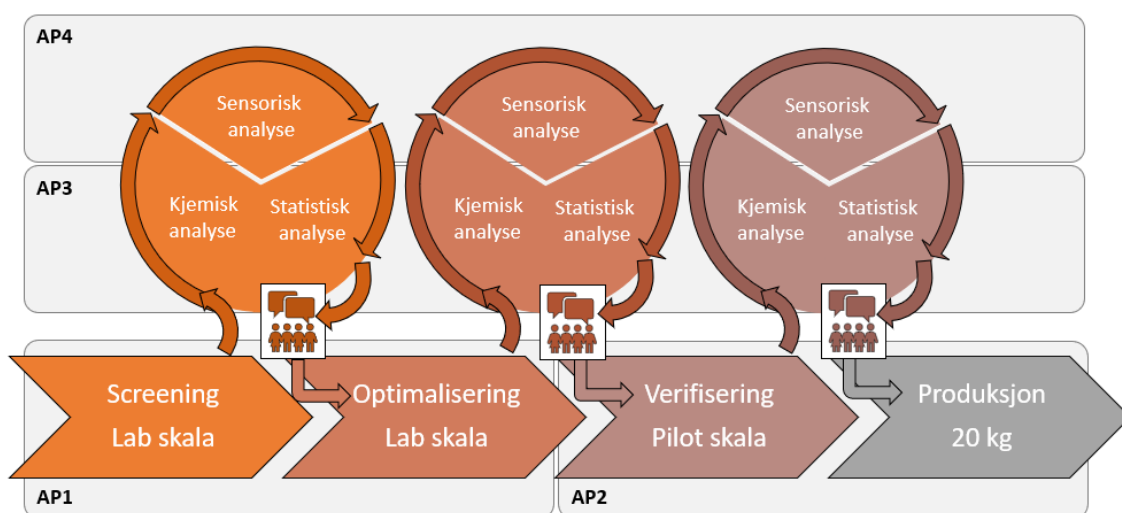 AP4
Sensorisk
analyse
Sensorisk
analyse
Sensorisk
analyse
AP3
Kjemisk
analyse
Statistisk
analyse
Kjemisk
analyse
Statistisk
analyse
Kjemisk
analyse
Statistisk
analyse
Screening
Lab skala
Optimalisering
Lab skala
Verifisering
Pilot skala
Produksjon
20 kg
AP1
AP2